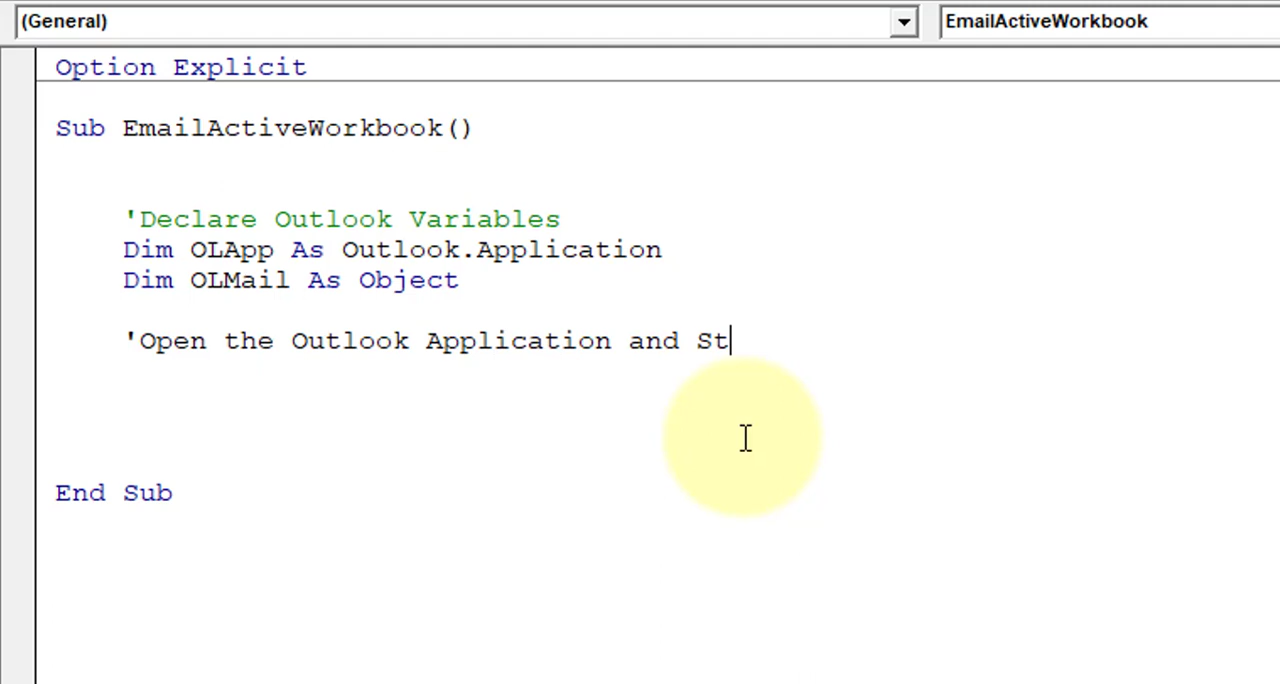 (General)
EmailActiveWorkbook
Option Explicit
Sub EmailActiveWorkbook()
'Declare Outlook Variables
Dim OLApp As Outlook.Application
Dim OLMail As Object
'Open the Outlook Application and St
End Sub